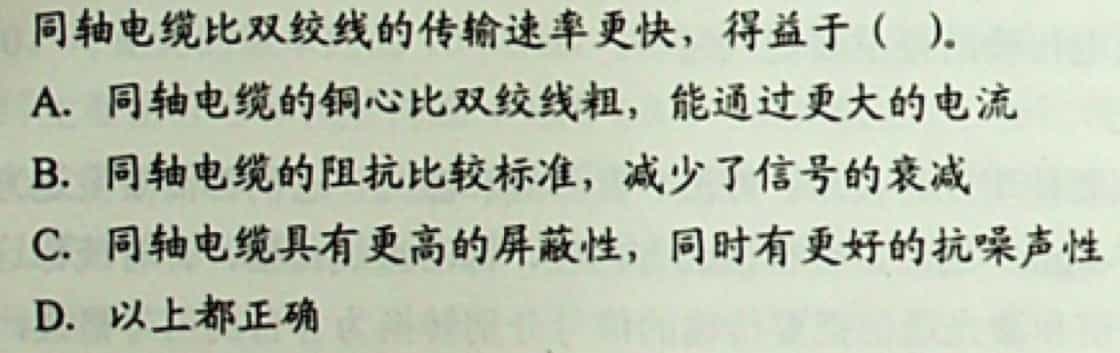 同轴电缆比双绞线的传输速率更快，得益于（ ）。
A. 同轴电缆的铜心比双绞线粗，能通过更大的电流
B. 同轴电缆的阻抗比较标准，减少了信号的衰减
C. 同轴电缆具有更高的屏蔽性，同时有更好的抗噪声性
D. 以上都正确